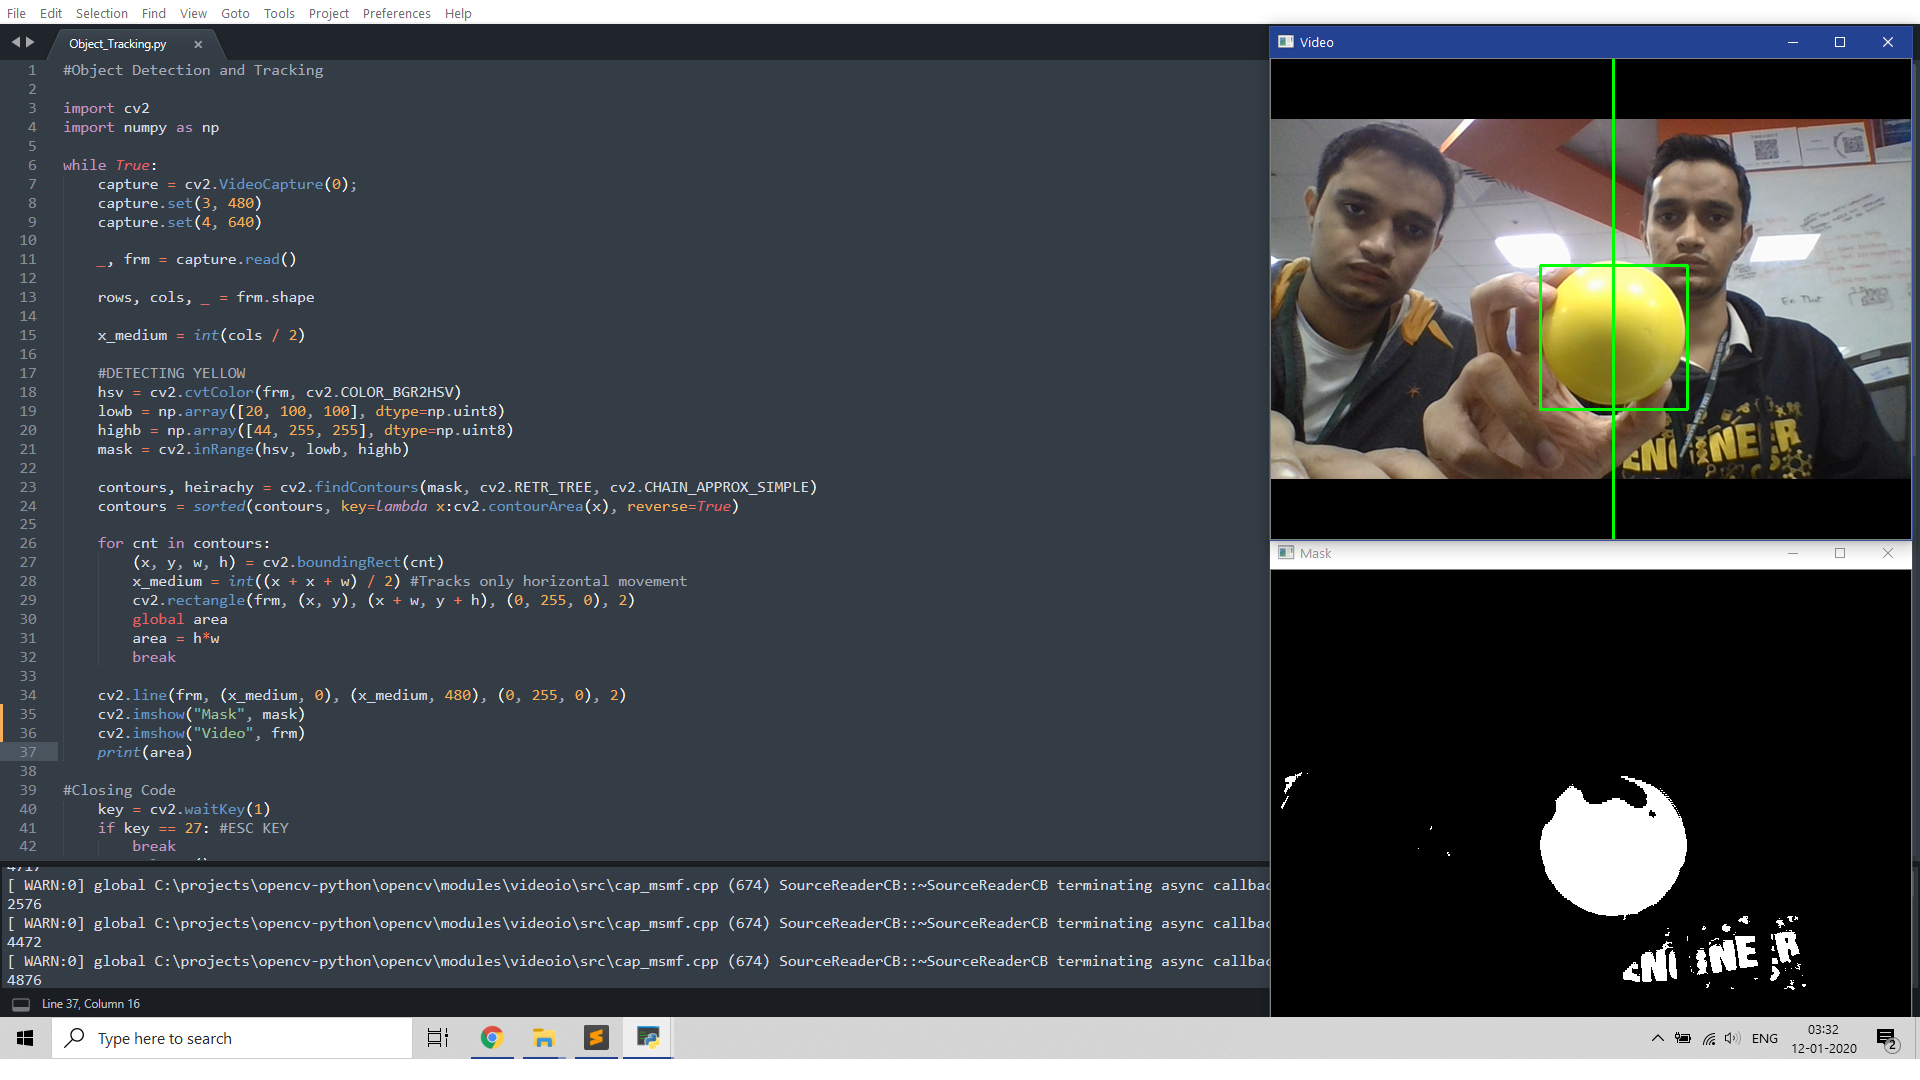 File Edit Selection Find View Goto Tools Project Preferences Help
Object_Tracking.py
1 #Object Detection and Tracking
2
3 import cv2
4 import numpy as np
5
6 while True:
7 capture = cv2.VideoCapture(0);
8 capture.set(3, 480)
9 capture.set(4, 640)
10
11 _, frm = capture.read()
12
13 rows, cols, _ = frm.shape
14
15 x_medium = int(cols / 2)
16
17 #DETECTING YELLOW
18 hsv = cv2.cvtColor(frm, cv2.COLOR_BGR2HSV)
19 lowb = np.array([20, 100, 100], dtype=np.uint8)
20 highb = np.array([44, 255, 255], dtype=np.uint8)
21 mask = cv2.inRange(hsv, lowb, highb)
22
23 contours, heirachy = cv2.findContours(mask, cv2.RETR_TREE, cv2.CHAIN_APPROX_SIMPLE)
24 contours = sorted(contours, key=lambda x:cv2.contourArea(x), reverse=True)
25
26 for cnt in contours:
27 (x, y, w, h) = cv2.boundingRect(cnt)
28 x_medium = int((x + x + w) / 2) #Tracks only horizontal movement
29 cv2.rectangle(frm, (x, y), (x + w, y + h), (0, 255, 0), 2)
30 global area
31 area = h*w
32 break
33
34 cv2.line(frm, (x_medium, 0), (x_medium, 480), (0, 255, 0), 2)
35 cv2.imshow("Mask", mask)
36 cv2.imshow("Video", frm)
37 print(area)
38
39 #Closing Code
40 key = cv2.waitKey(1)
41 if key == 27: #ESC KEY
42 break
4717
[ WARN:0] global C:\projects\opencv-python\opencv\modules\videoio\src\cap_msmf.cpp (674) SourceReaderCB::~SourceReaderCB terminating async callbac
2576
[ WARN:0] global C:\projects\opencv-python\opencv\modules\videoio\src\cap_msmf.cpp (674) SourceReaderCB::~SourceReaderCB terminating async callbac
4472
[ WARN:0] global C:\projects\opencv-python\opencv\modules\videoio\src\cap_msmf.cpp (674) SourceReaderCB::~SourceReaderCB terminating async callbac
4876
Line 37, Column 16
Video
Mask
Type here to search
ENG
03:32
12-01-2020
2